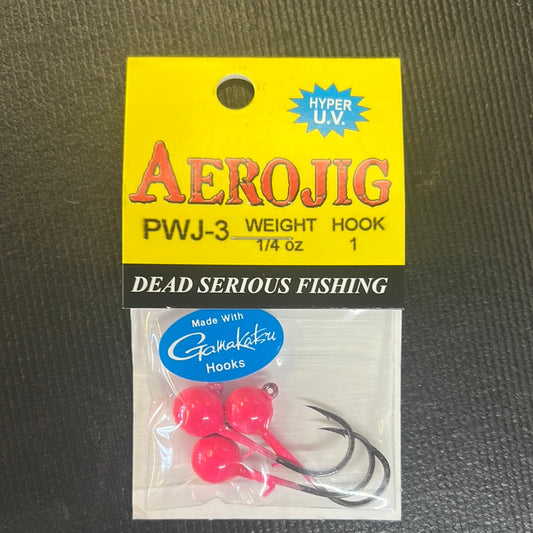 HYPER
U.V.
AEROJIG
PWJ-3 WEIGHT HOOK
1/4 oz 1
DEAD SERIOUS FISHING
Made With
Gamakatsu
Hooks